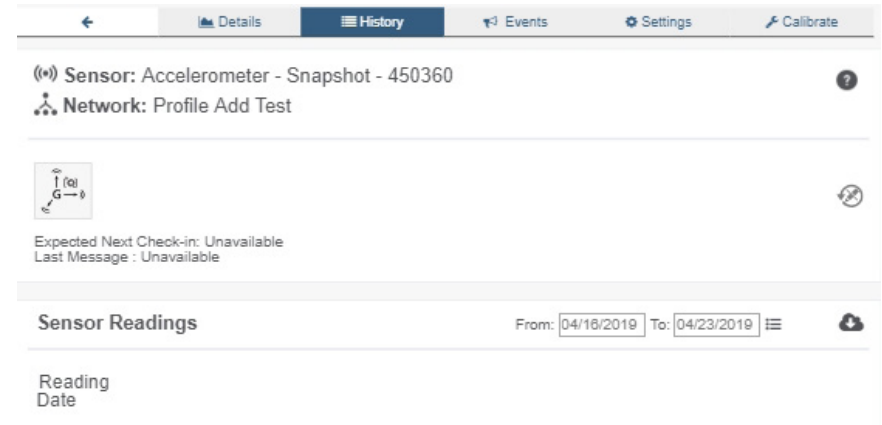 Details History Events Settings Calibrate
Sensor: Accelerometer - Snapshot - 450360
Network: Profile Add Test
G
Expected Next Check-in: Unavailable
Last Message : Unavailable
Sensor Readings From: 04/16/2019 To: 04/23/2019
Reading
Date